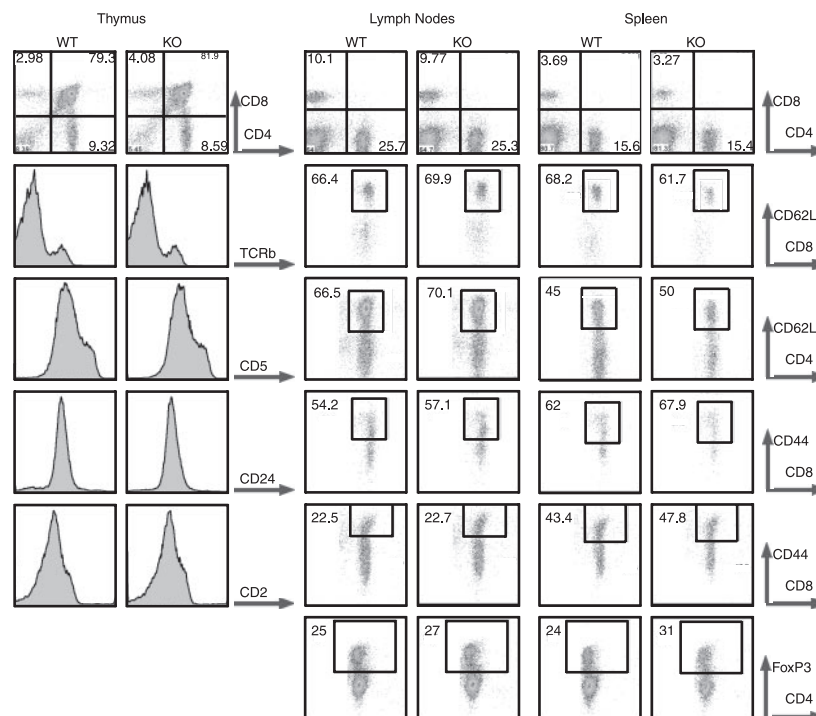 Thymus Lymph Nodes Spleen
WT KO WT KO WT KO
2.98 79.3 4.08 81.9 10.1 9.77 3.69 3.27
CD8
CD8
CD8
CD4
CD4
CD4
9.32 8.59 25.7 25.3 15.6 15.4
66.4 69.9 68.2 61.7
CD62L
TCRb
CD8
66.5 70.1 45 50
CD62L
CD5
CD4
54.2 57.1 62 67.9
CD44
CD24
CD8
22.5 22.7 43.4 47.8
CD44
CD2
CD8
25 27 24 31
FoxP3
CD4